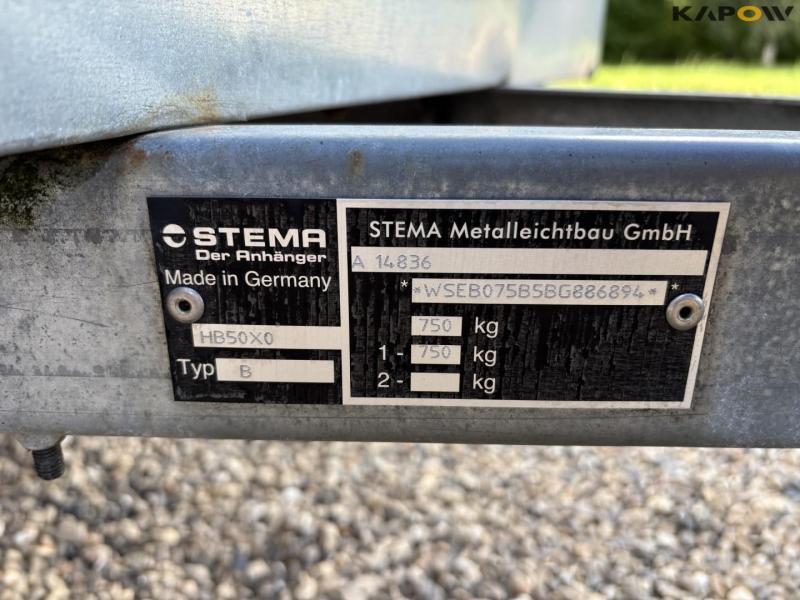 KAPOW
STEMA
Der Anhänger
Made in Germany
HB50X0
Typ B
STEMA Metalleichtbau GmbH
A 14836
* *WSEB075B5BG886894* *
750 kg
1 - 750 kg
2 - kg